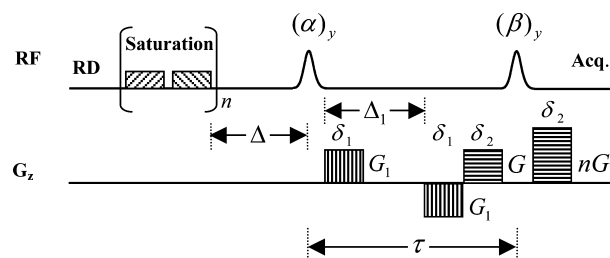 (α)y (β)y
RF RD Saturation n Acq.
Δ Δ1
δ1 δ1 δ2 δ2
Gz G1 G1 G nG
τ